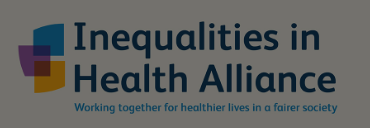 Inequalities in
Health Alliance
Working together for healthier lives in a fairer society